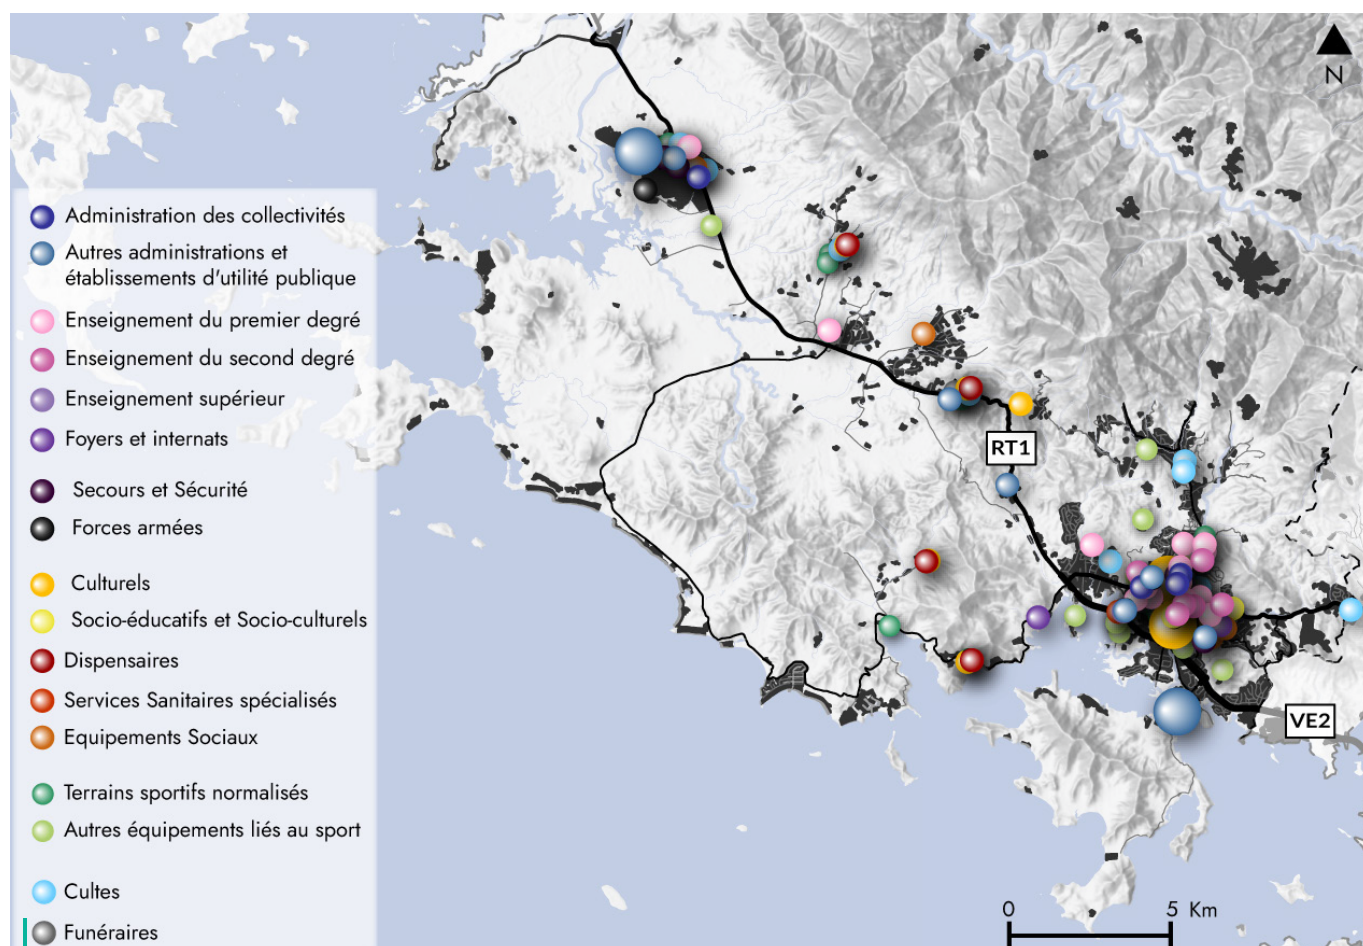 N
Administration des collectivités
Autres administrations et
établissements d'utilité publique
Enseignement du premier degré
Enseignement du second degré
Enseignement supérieur
Foyers et internats
Secours et Sécurité
Forces armées
Culturels
Socio-éducatifs et Socio-culturels
Dispensaires
Services Sanitaires spécialisés
Equipements Sociaux
Terrains sportifs normalisés
Autres équipements liés au sport
Cultes
Funéraires
RT1
VE2
0 5 Km